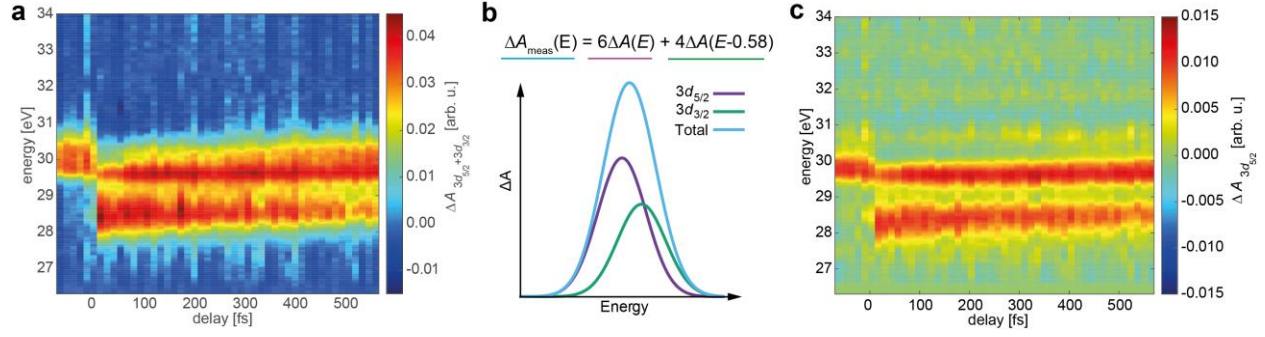 a
34
33
32
31
30
29
28
27
energy [eV]
0 100 200 300 400 500
delay [fs]
0.04
0.03
0.02
0.01
0.00
-0.01
ΔA 3d5/2+3d3/2 [arb. u.]
b
ΔAmeas(E) = 6ΔA(E) + 4ΔA(E-0.58)
3d5/2
3d3/2
Total
ΔA
Energy
c
34
33
32
31
30
29
28
27
energy [eV]
0 100 200 300 400 500
delay [fs]
0.015
0.010
0.005
0.000
-0.005
-0.010
-0.015
ΔA 3d5/2 [arb. u.]